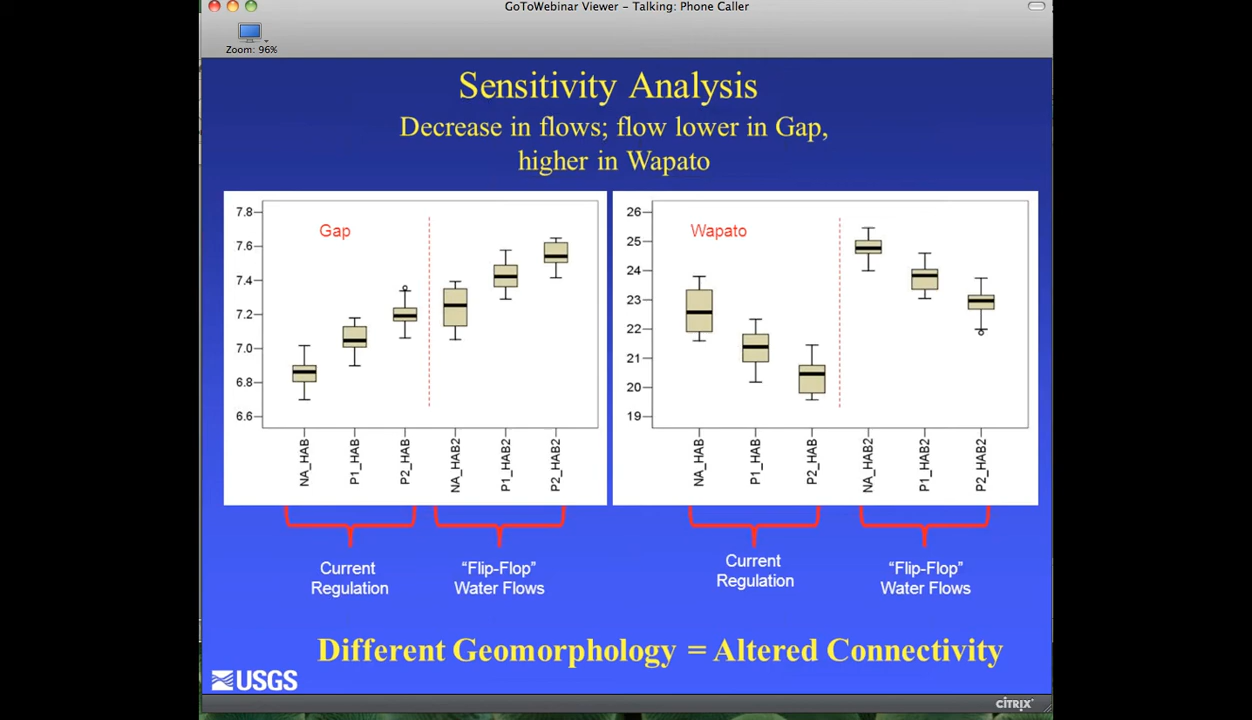 GoToWebinar Viewer - Talking: Phone Caller
Zoom: 96%
Sensitivity Analysis
Decrease in flows; flow lower in Gap,
higher in Wapato
Gap
7.8
7.6
7.4
7.2
7.0
6.8
6.6
NA_HAB
P1_HAB
P2_HAB
NA_HAB2
P1_HAB2
P2_HAB2
Wapato
26
25
24
23
22
21
20
19
NA_HAB
P1_HAB
P2_HAB
NA_HAB2
P1_HAB2
P2_HAB2
Current
Regulation
“Flip-Flop”
Water Flows
Current
Regulation
“Flip-Flop”
Water Flows
Different Geomorphology = Altered Connectivity
USGS
CITRIX